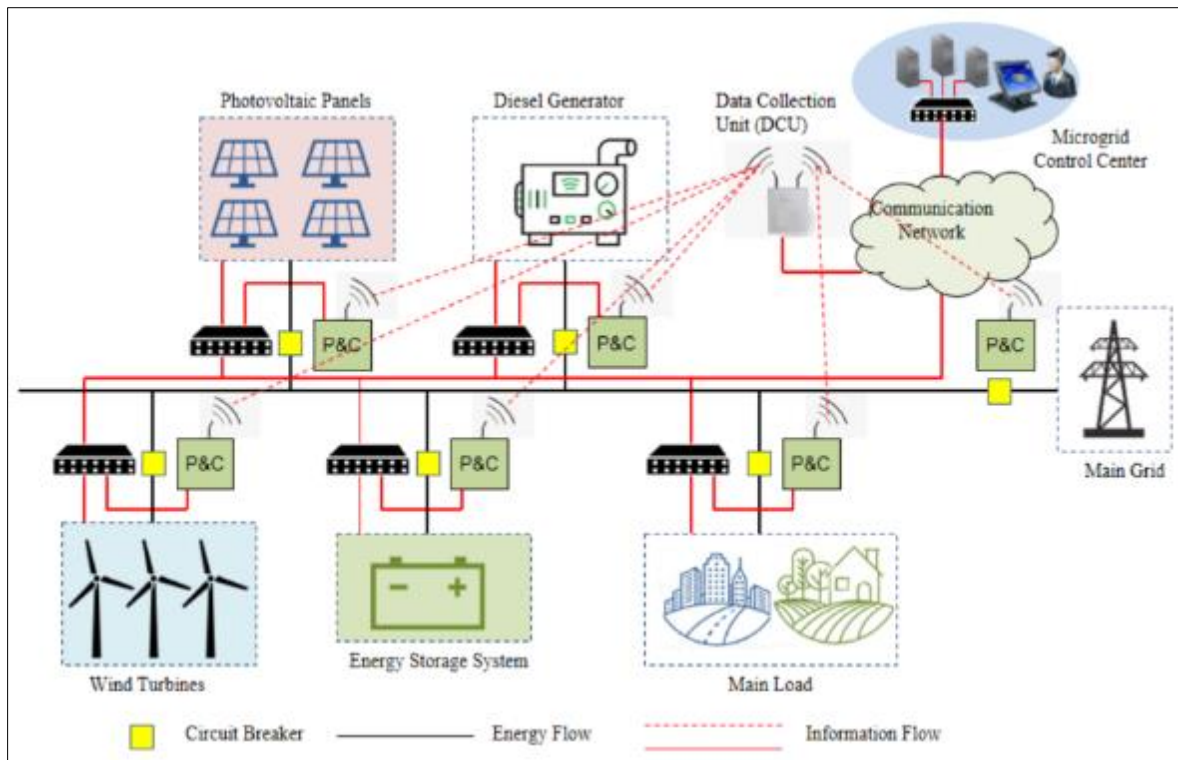 Photovoltaic Panels
Diesel Generator
Data Collection
Unit (DCU)
Microgrid
Control Center
Communication
Network
P&C
P&C
P&C
P&C
P&C
P&C
Main Grid
Wind Turbines
Energy Storage System
Main Load
Circuit Breaker
Energy Flow
Information Flow